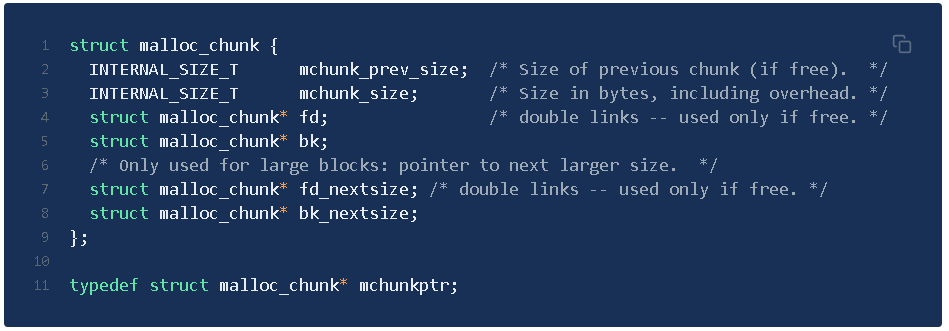 1 struct malloc_chunk {
2   INTERNAL_SIZE_T      mchunk_prev_size;  /* Size of previous chunk (if free).  */
3   INTERNAL_SIZE_T      mchunk_size;       /* Size in bytes, including overhead. */
4   struct malloc_chunk* fd;                /* double links -- used only if free. */
5   struct malloc_chunk* bk;
6   /* Only used for large blocks: pointer to next larger size.  */
7   struct malloc_chunk* fd_nextsize; /* double links -- used only if free. */
8   struct malloc_chunk* bk_nextsize;
9 };
10
11 typedef struct malloc_chunk* mchunkptr;